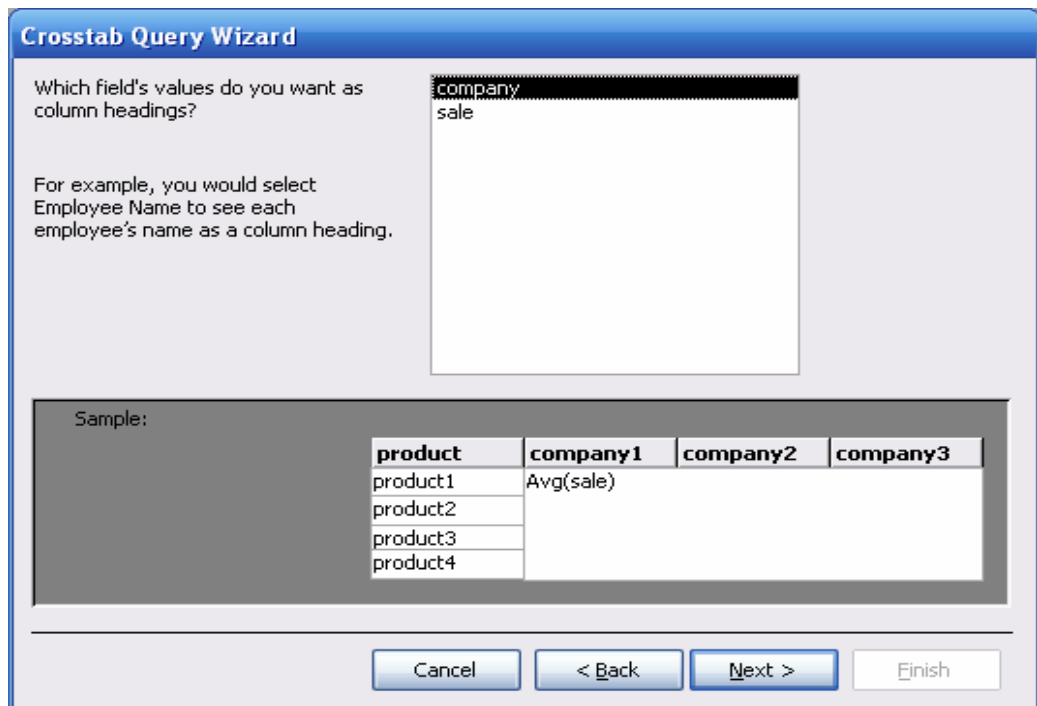 Crosstab Query Wizard
Which field's values do you want as
column headings?
For example, you would select
Employee Name to see each
employee's name as a column heading.
company
sale
Sample:
product company1 company2 company3
product1 Avg(sale)
product2
product3
product4
Cancel < Back Next > Finish